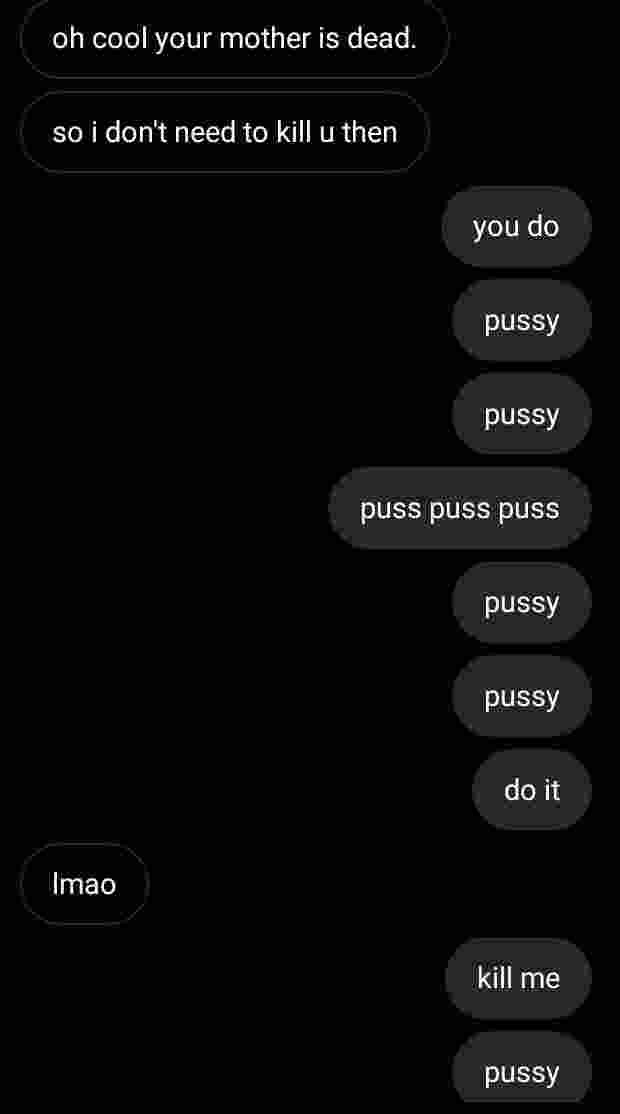 oh cool your mother is dead.
so i don't need to kill u then
you do
pussy
pussy
puss puss puss
pussy
pussy
do it
lmao
kill me
pussy